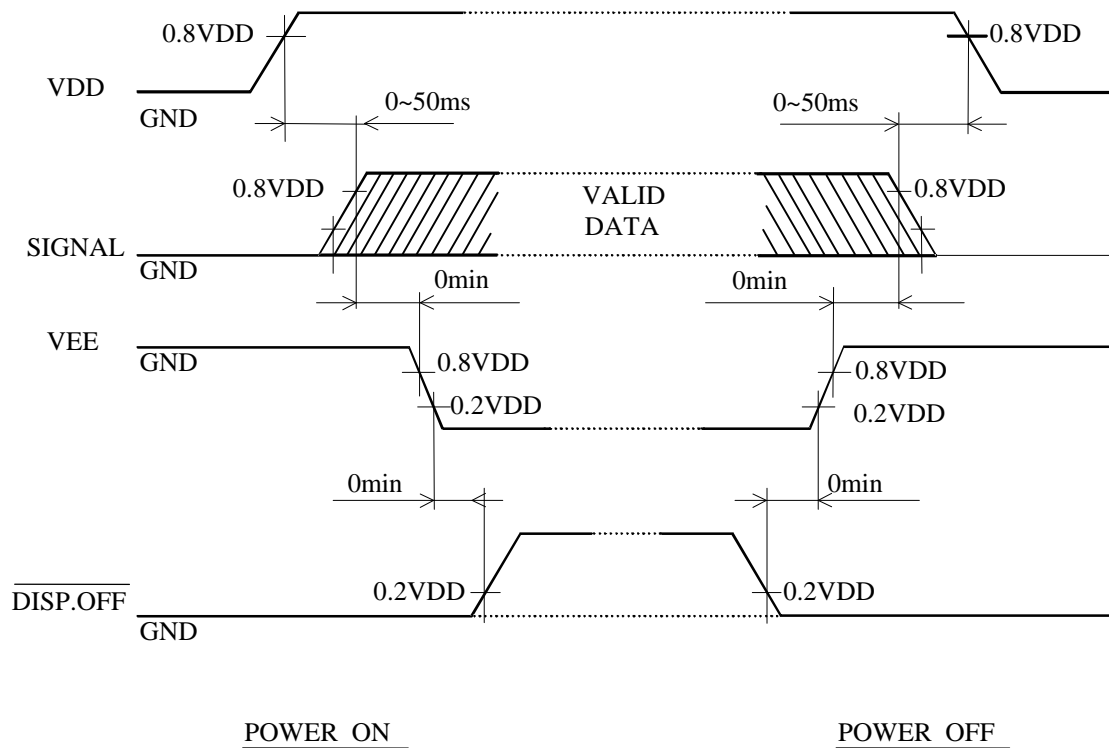 0.8VDD
0.8VDD
VDD
GND
0~50ms
0~50ms
0.8VDD
VALID
DATA
0.8VDD
SIGNAL
GND
0min
0min
VEE
GND
0.8VDD
0.8VDD
0.2VDD
0.2VDD
0min
0min
0.2VDD
0.2VDD
DISP.OFF
GND
POWER ON
POWER OFF